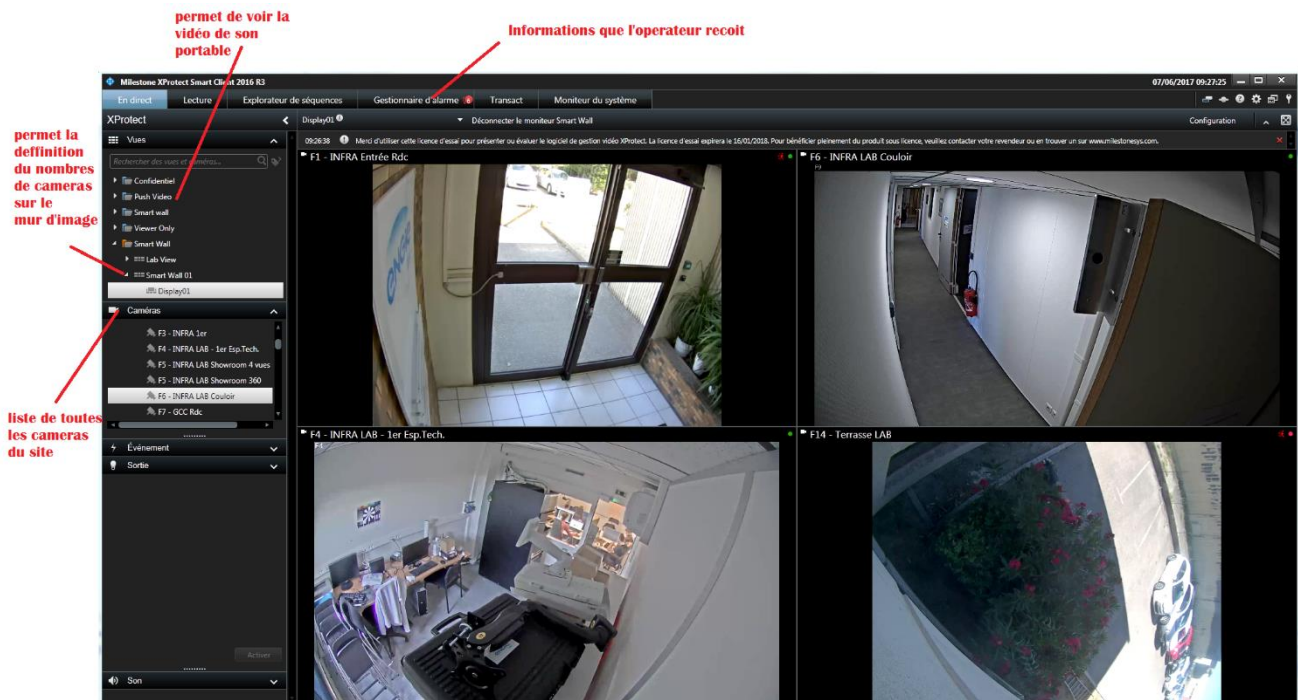 permet de voir la
vidéo de son
portable
Informations que l'operateur recoit
Milestone XProtect Smart Client 2016 R3
07/06/2017 09:27:25
En direct
Lecture
Explorateur de séquences
Gestionnaire d'alarme 6
Transact
Moniteur du système
XProtect
Display01
Déconnecter le moniteur Smart Wall
Configuration
permet la
deffinition
du nombres
de cameras
sur le
mur d'image
Vues
09:26:38 Merci d'utiliser cette licence d'essai pour présenter ou évaluer le logiciel de gestion vidéo XProtect. La licence d'essai expirera le 16/01/2018. Pour bénéficier pleinement du produit sous licence, veuillez contacter votre revendeur ou en trouver un sur www.milestonesys.com.
Rechercher des vues et caméras...
Confidentiel
Push Video
Smart wall
Viewer Only
Smart Wall
Lab View
Smart Wall 01
Display01
F1 - INFRA Entrée Rdc
F6 - INFRA LAB Couloir
F9
Caméras
F3 - INFRA 1er
F4 - INFRA LAB - 1er Esp.Tech.
F5 - INFRA LAB Showroom 4 vues
F5 - INFRA LAB Showroom 360
F6 - INFRA LAB Couloir
F7 - GCC Rdc
liste de toutes
les cameras
du site
Événement
Sortie
F4 - INFRA LAB - 1er Esp.Tech.
F4
F14 - Terrasse LAB
Activer
Son